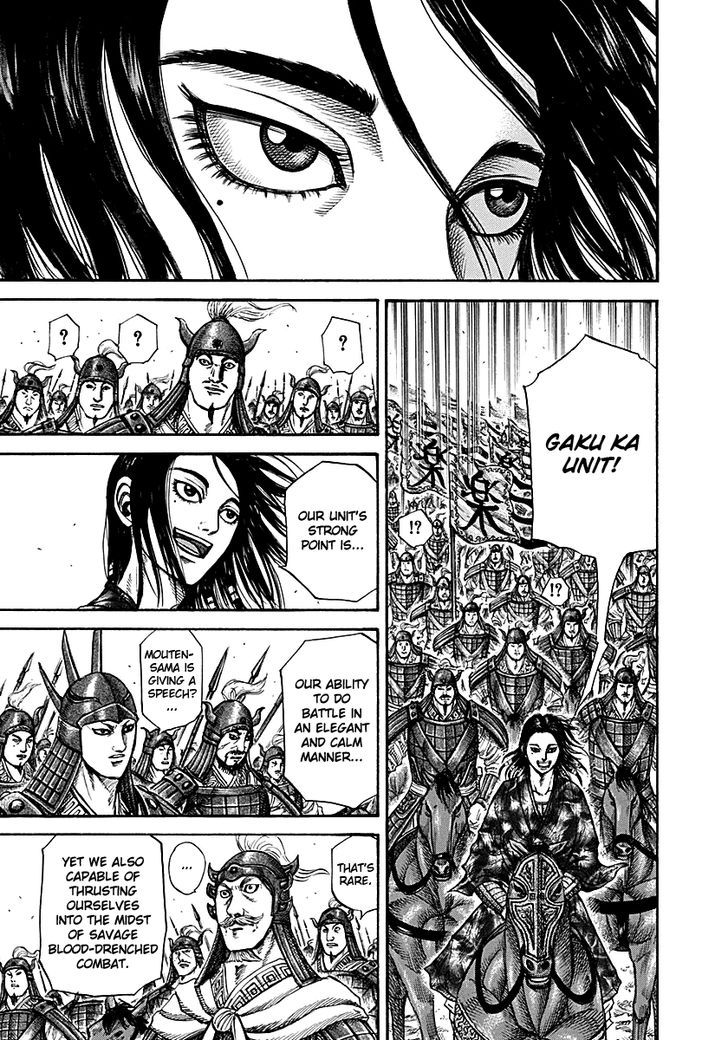 GAKU KA
UNIT!
楽
楽
!?
!?
?
?
?
OUR UNIT'S
STRONG
POINT IS...
OUR ABILITY
TO DO
BATTLE IN
AN ELEGANT
AND CALM
MANNER...
MOUTEN-
SAMA IS
GIVING A
SPEECH?
...
THAT'S
RARE.
...
YET WE ALSO
CAPABLE OF
THRUSTING
OURSELVES
INTO THE MIDST
OF SAVAGE
BLOOD-DRENCHED
COMBAT.